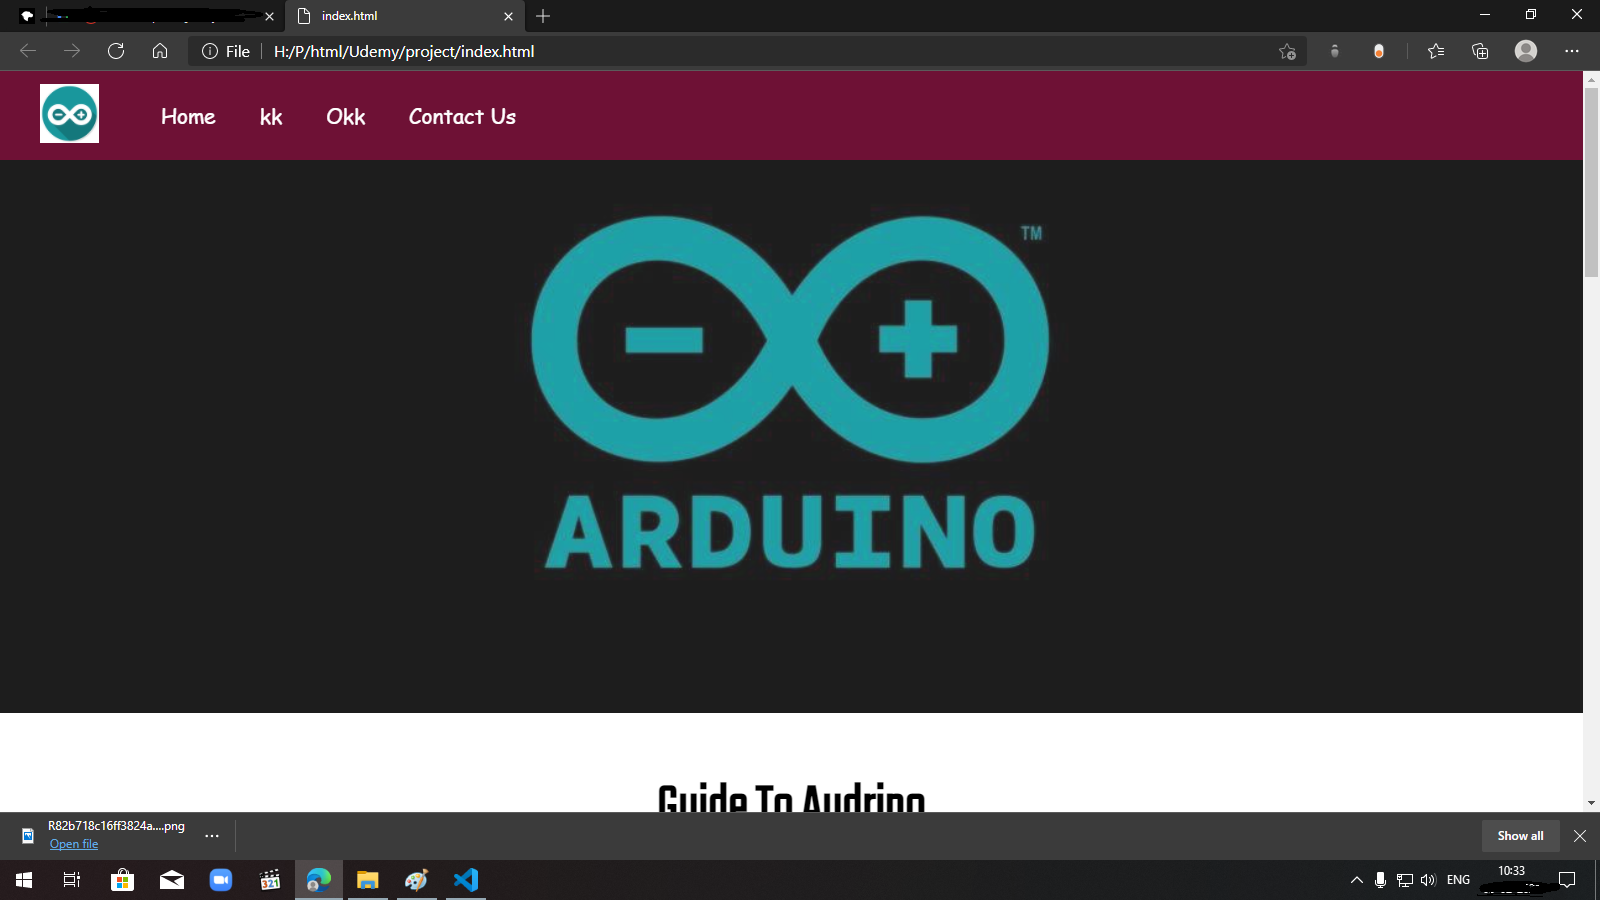 index.html
File
H:/P/html/Udemy/project/index.html
Home kk Okk Contact Us
TM
ARDUINO
Guide To Audrino
R82b718c16ff3824a....png
Open file
Show all
321
ENG
10:33